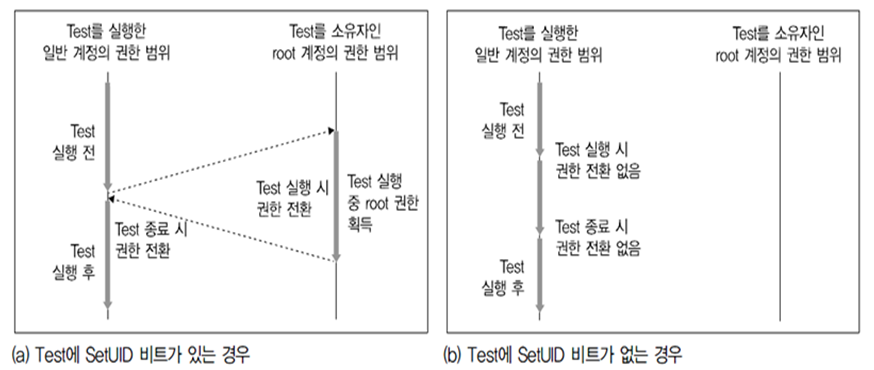 Test를 실행한
일반 계정의 권한 범위
Test를 소유자인
root 계정의 권한 범위
Test
실행 전
Test 실행 시
권한 전환
Test 실행
중 root 권한
획득
Test 종료 시
권한 전환
Test
실행 후
(a) Test에 SetUID 비트가 있는 경우
Test를 실행한
일반 계정의 권한 범위
Test를 소유자인
root 계정의 권한 범위
Test
실행 전
Test 실행 시
권한 전환 없음
Test 종료 시
권한 전환 없음
Test
실행 후
(b) Test에 SetUID 비트가 없는 경우